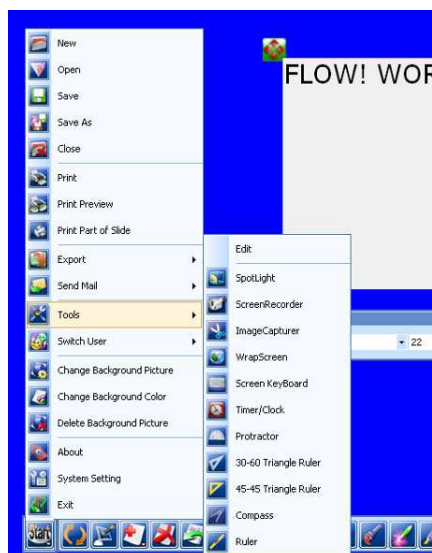 New
Open
Save
Save As
Close
Print
Print Preview
Print Part of Slide
Export
Send Mail
Tools
Switch User
Change Background Picture
Change Background Color
Delete Background Picture
About
System Setting
Exit
Start
Edit
SpotLight
ScreenRecorder
ImageCapturer
WrapScreen
Screen KeyBoard
Timer/Clock
Protractor
30-60 Triangle Ruler
45-45 Triangle Ruler
Compass
Ruler
FLOW! WOR
22